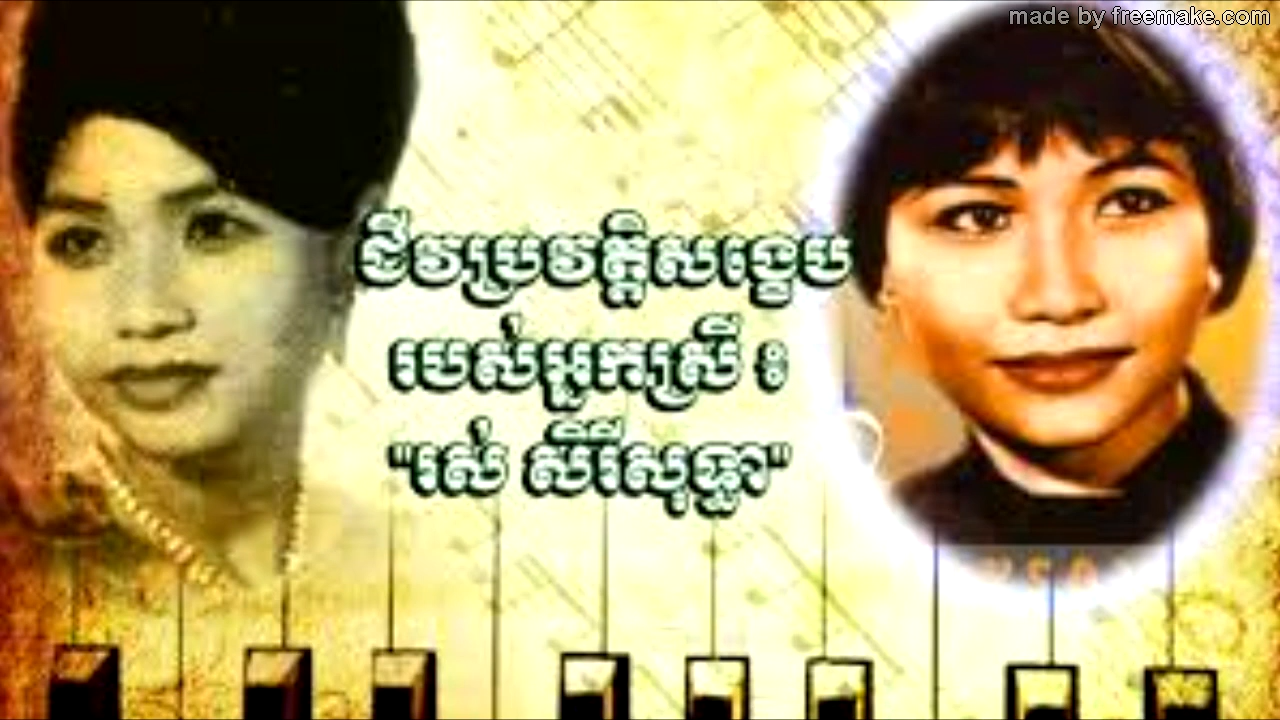 made by freemake.com
ជីវប្រវត្តិសង្ខេប
របស់អ្នកស្រី ៖
"រស់ សិរីសុទ្ធា"